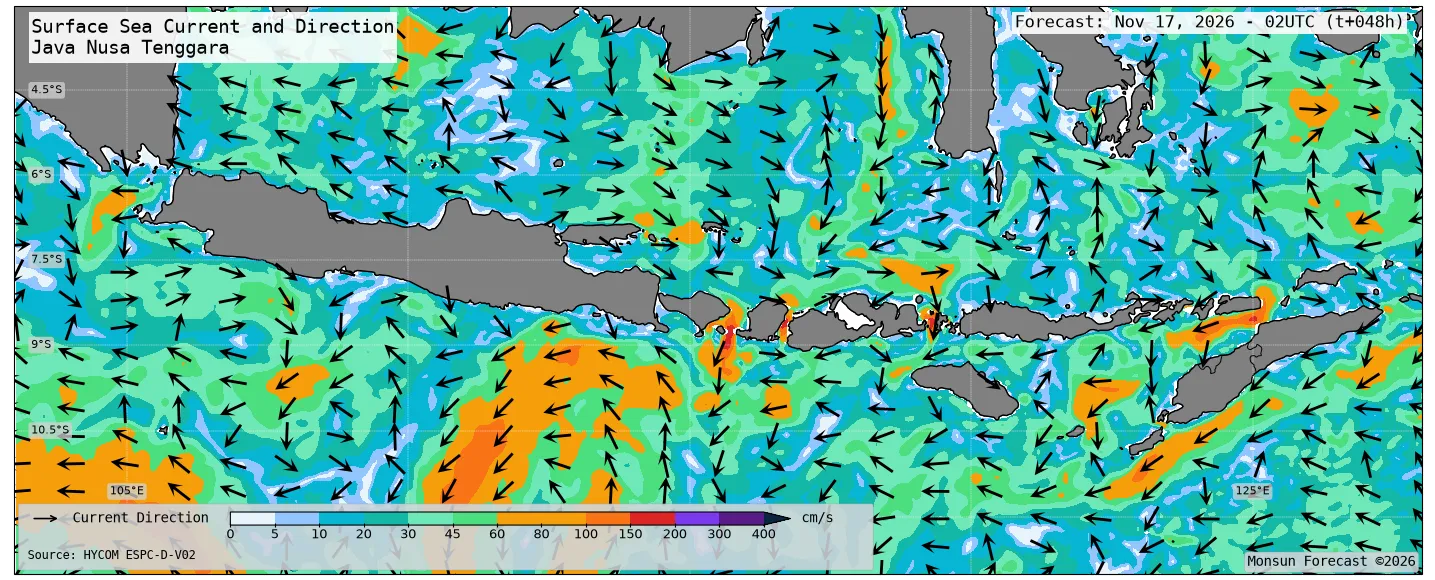 Surface Sea Current and Direction
Java Nusa Tenggara
Forecast: Nov 17, 2026 - 02UTC (t+048h)
4.5°S
6°S
7.5°S
9°S
10.5°S
105°E
125°E
Current Direction
0 5 10 20 30 45 60 80 100 150 200 300 400
cm/s
Source: HYCOM ESPC-D-V02
Monsun Forecast ©2026